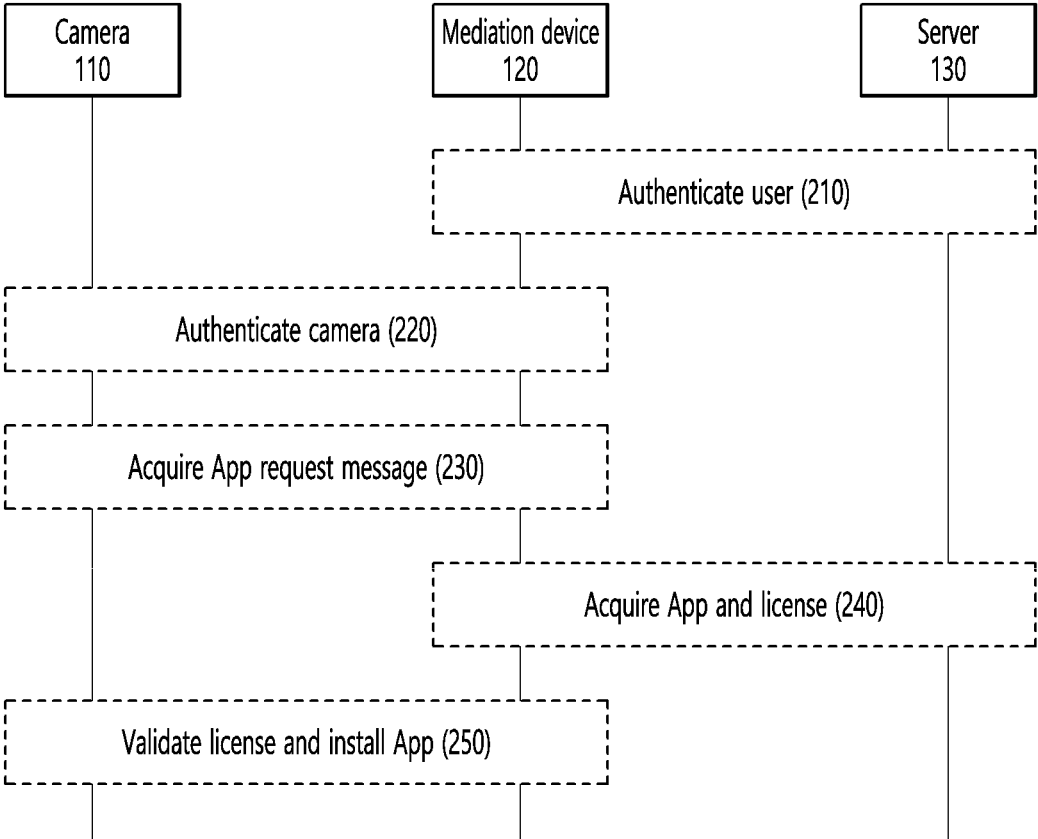 Camera
110
Mediation device
120
Server
130
Authenticate user (210)
Authenticate camera (220)
Acquire App request message (230)
Acquire App and license (240)
Validate license and install App (250)